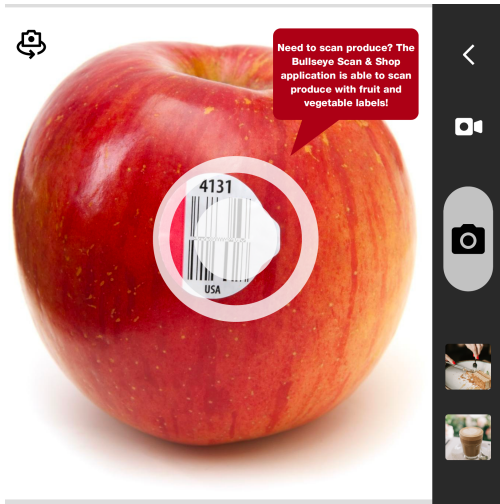 Need to scan produce? The
Bullseye Scan & Shop
application is able to scan
produce with fruit and
vegetable labels!
4131
USA